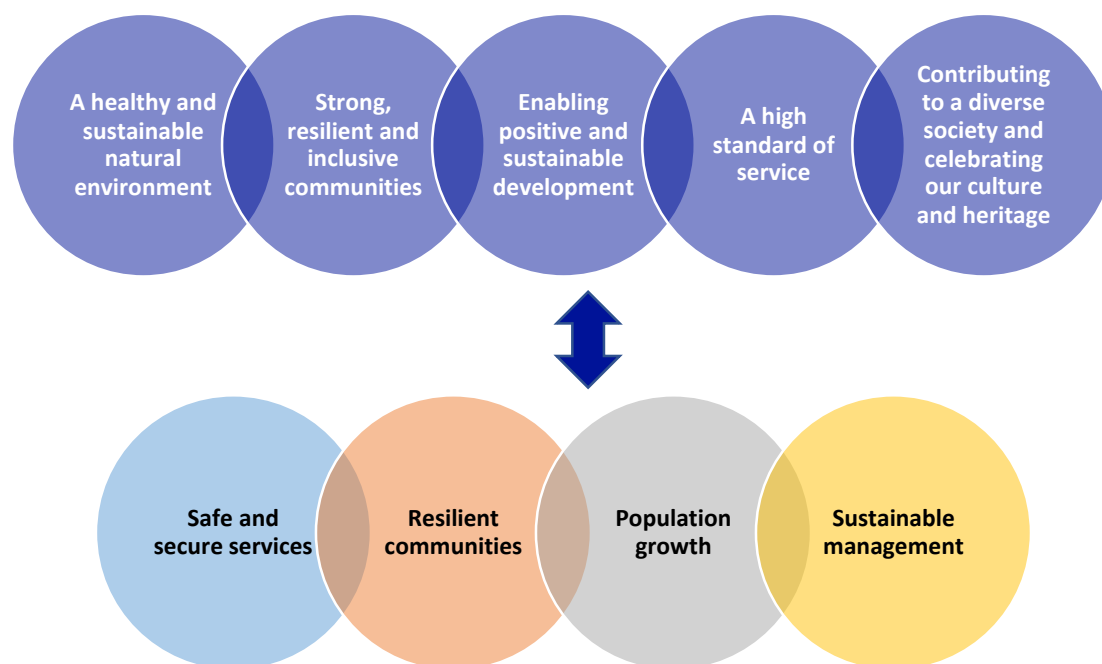 A healthy and
sustainable
natural
environment
Strong,
resilient and
inclusive
communities
Enabling
positive and
sustainable
development
A high
standard of
service
Contributing
to a diverse
society and
celebrating
our culture
and heritage
Safe and
secure services
Resilient
communities
Population
growth
Sustainable
management